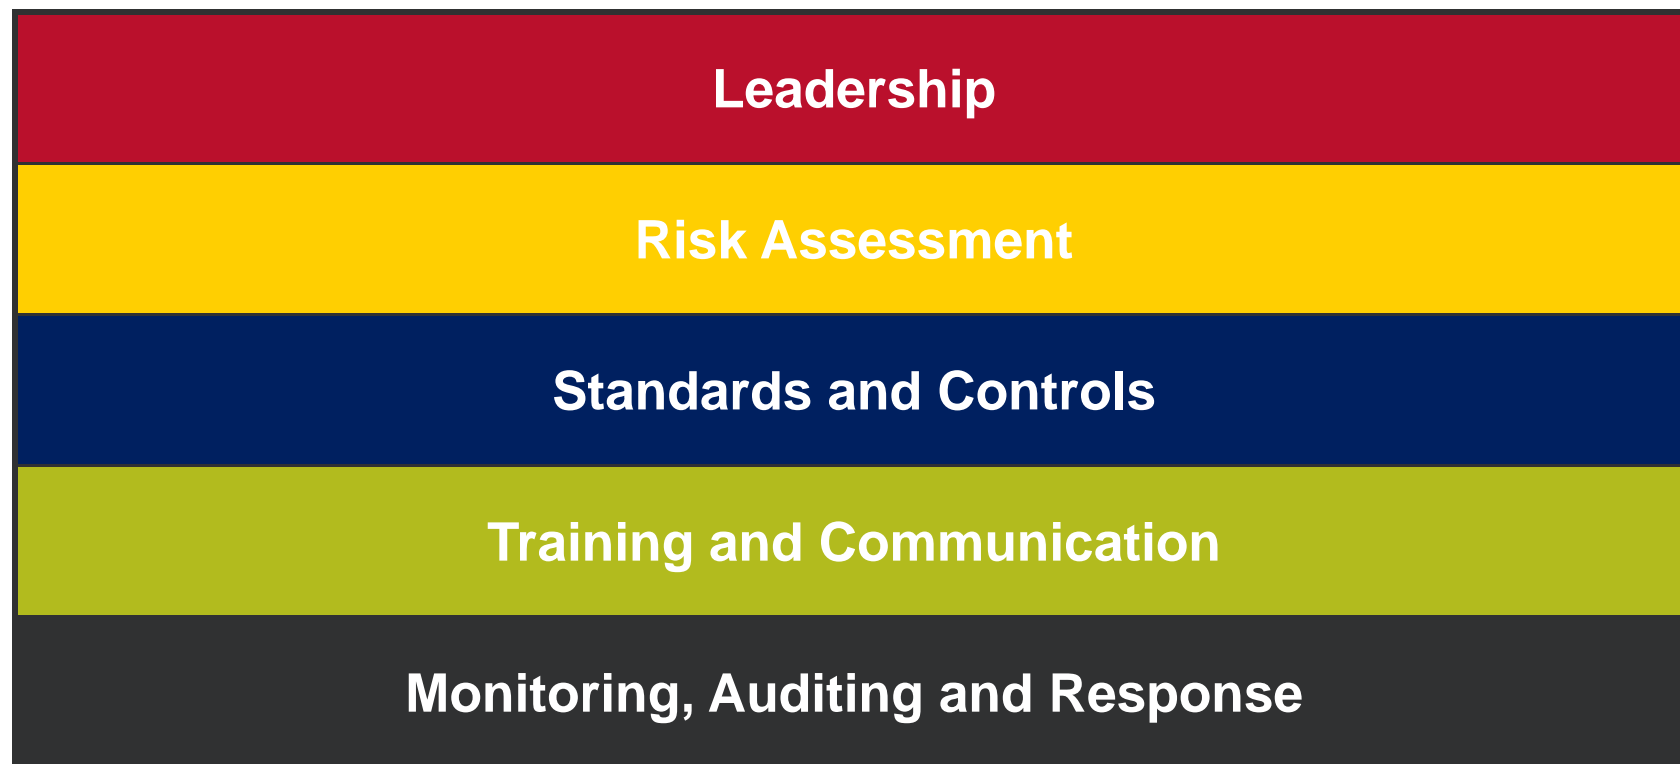 Leadership
Risk Assessment
Standards and Controls
Training and Communication
Monitoring, Auditing and Response